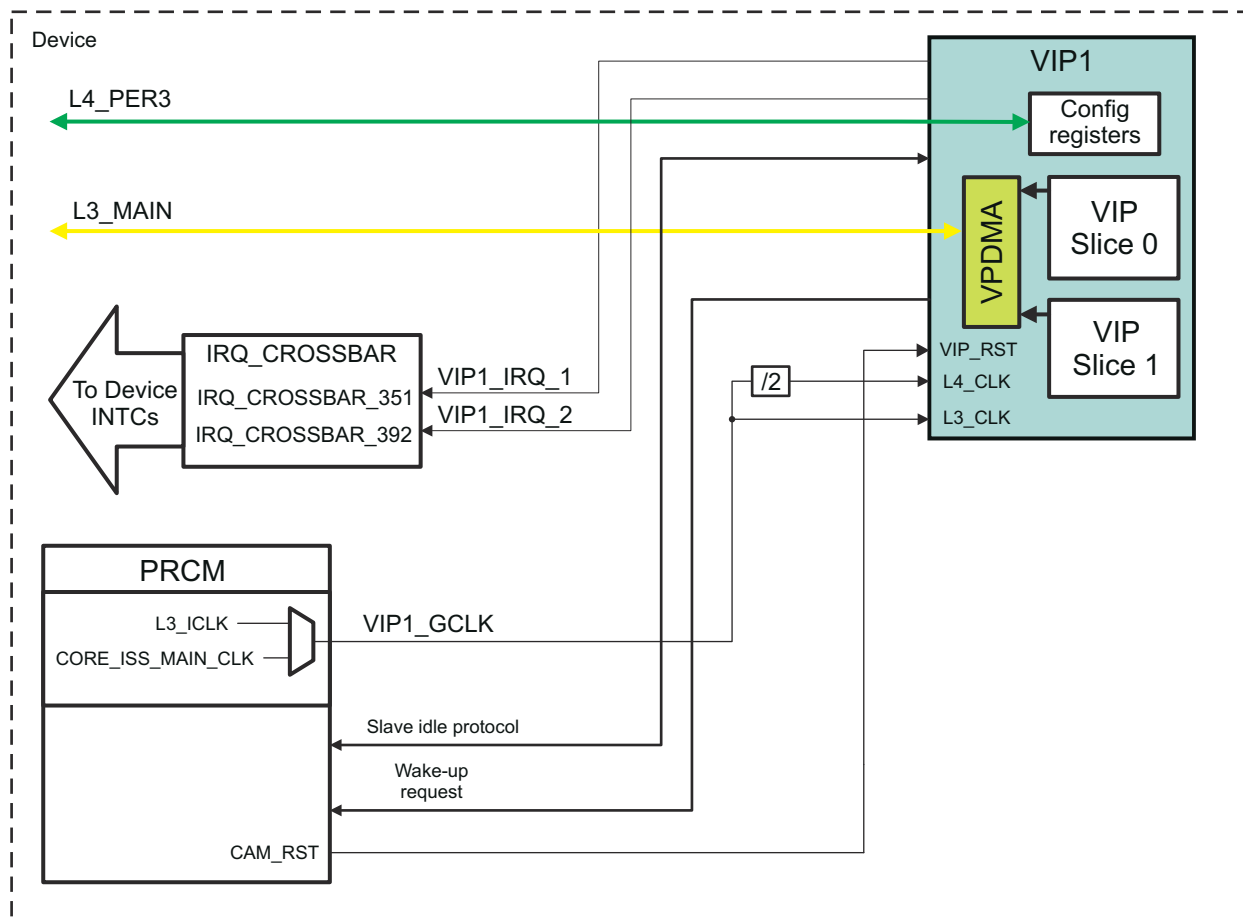 Device
VIP1
L4_PER3
Config
registers
L3_MAIN
VPDMA
VIP
Slice 0
VIP
Slice 1
VIP_RST
L4_CLK
L3_CLK
/2
IRQ_CROSSBAR
IRQ_CROSSBAR_351
IRQ_CROSSBAR_392
VIP1_IRQ_1
VIP1_IRQ_2
To Device
INTCs
PRCM
L3_ICLK
CORE_ISS_MAIN_CLK
VIP1_GCLK
Slave idle protocol
Wake-up
request
CAM_RST